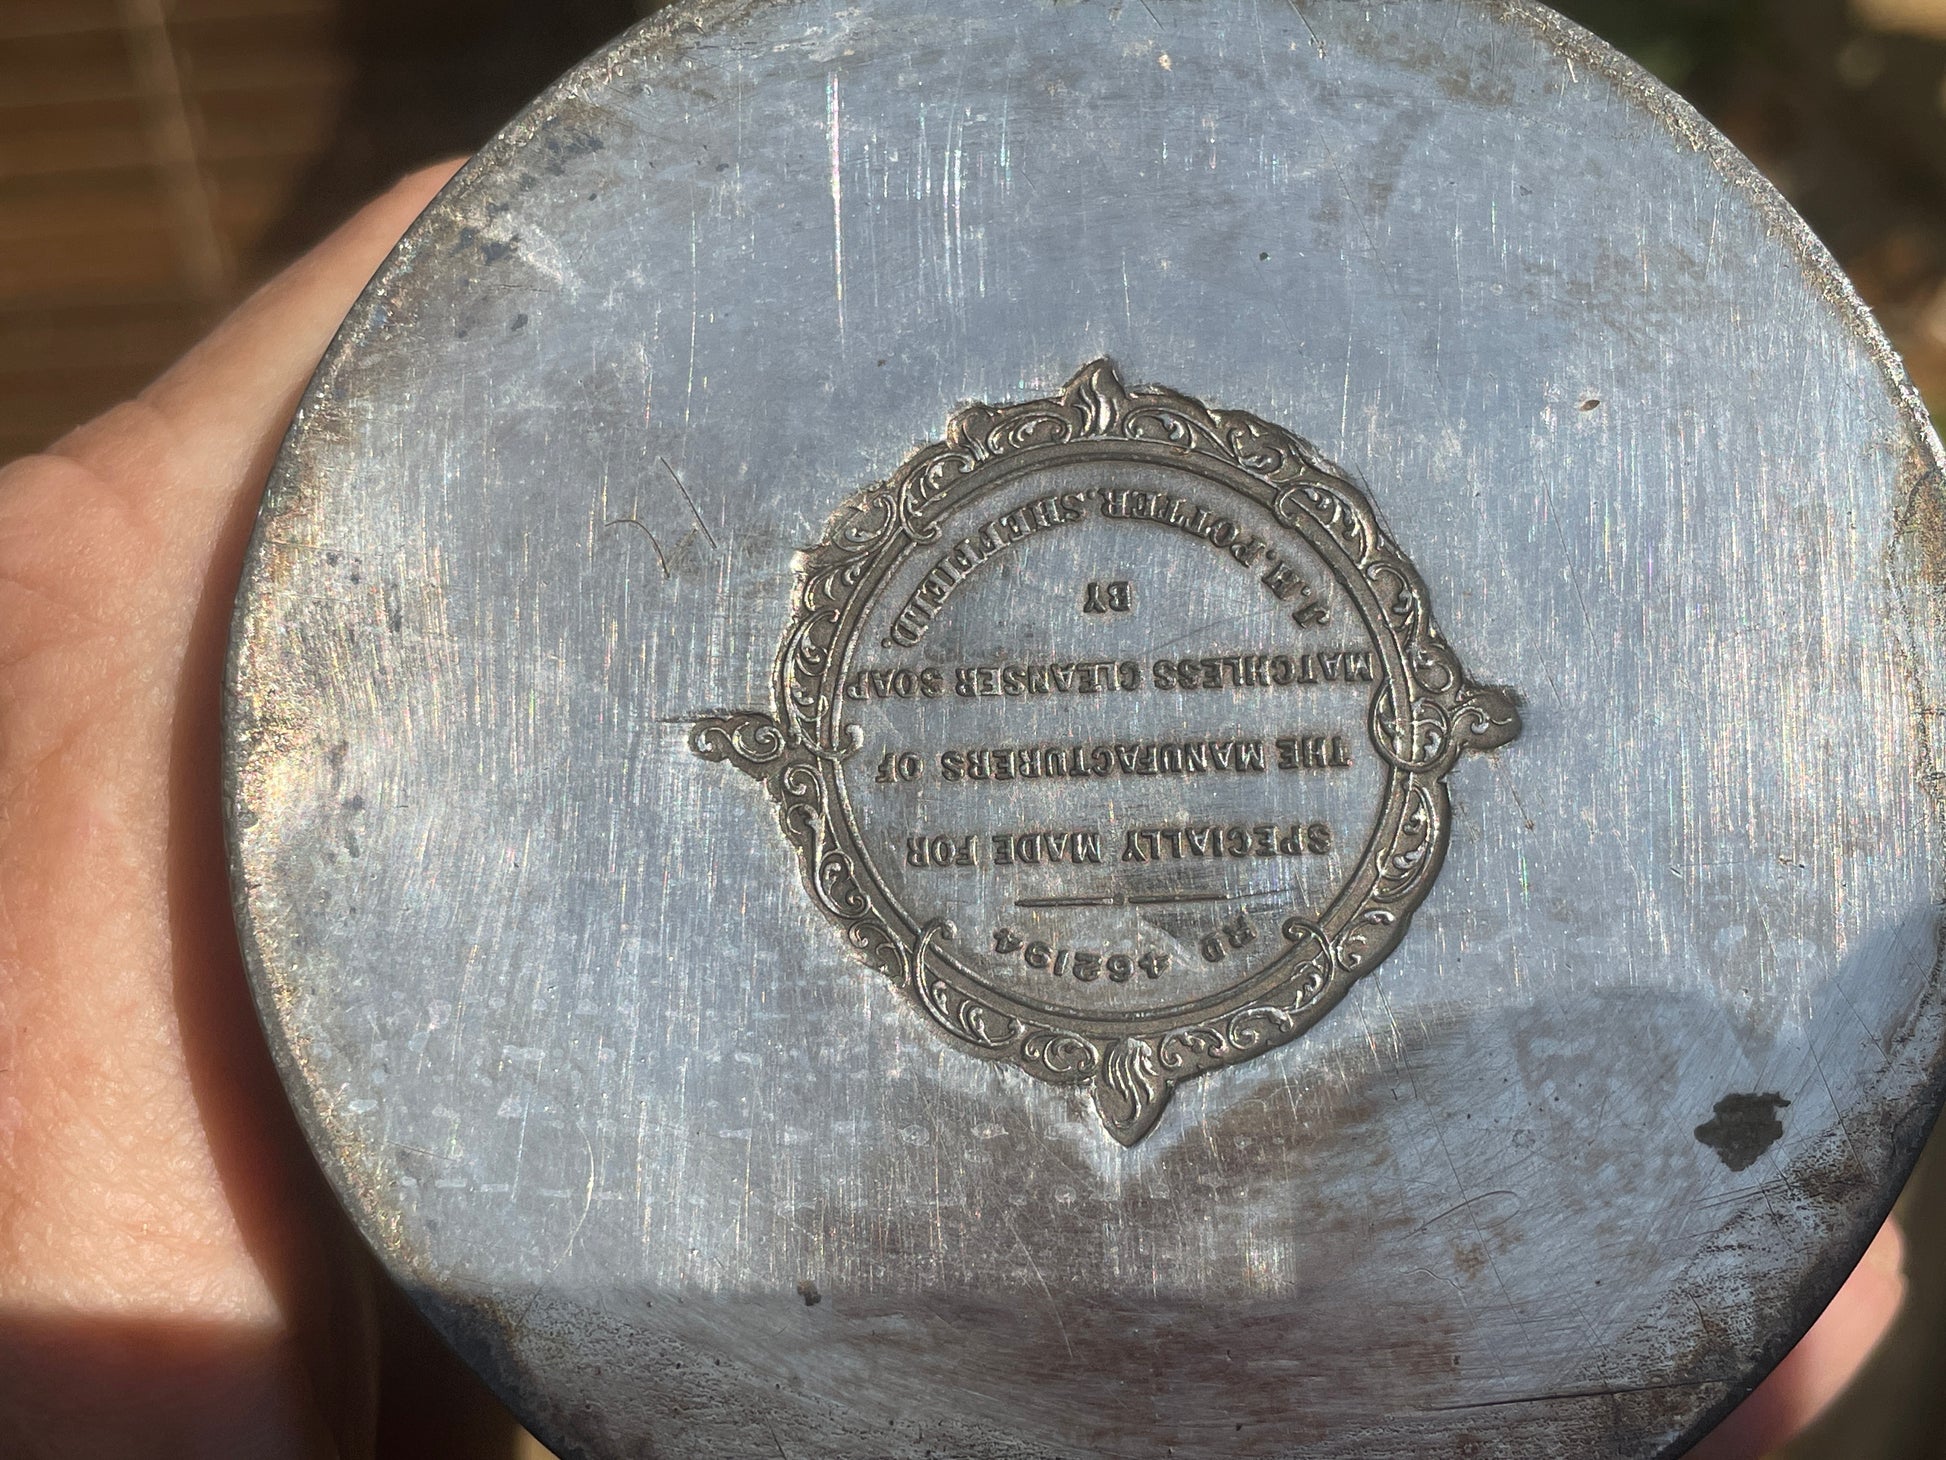 RD 462194
SPECIALLY MADE FOR
THE MANUFACTURERS OF
MATCHLESS CLEANSER SOAP
BY
J.H. POTTER. SHEFFIELD.